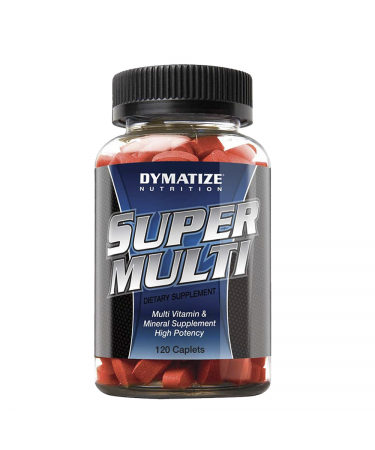 DYMATIZE
NUTRITION
SUPER
MULTI
DIETARY SUPPLEMENT
Multi Vitamin &
Mineral Supplement
High Potency
120 Caplets